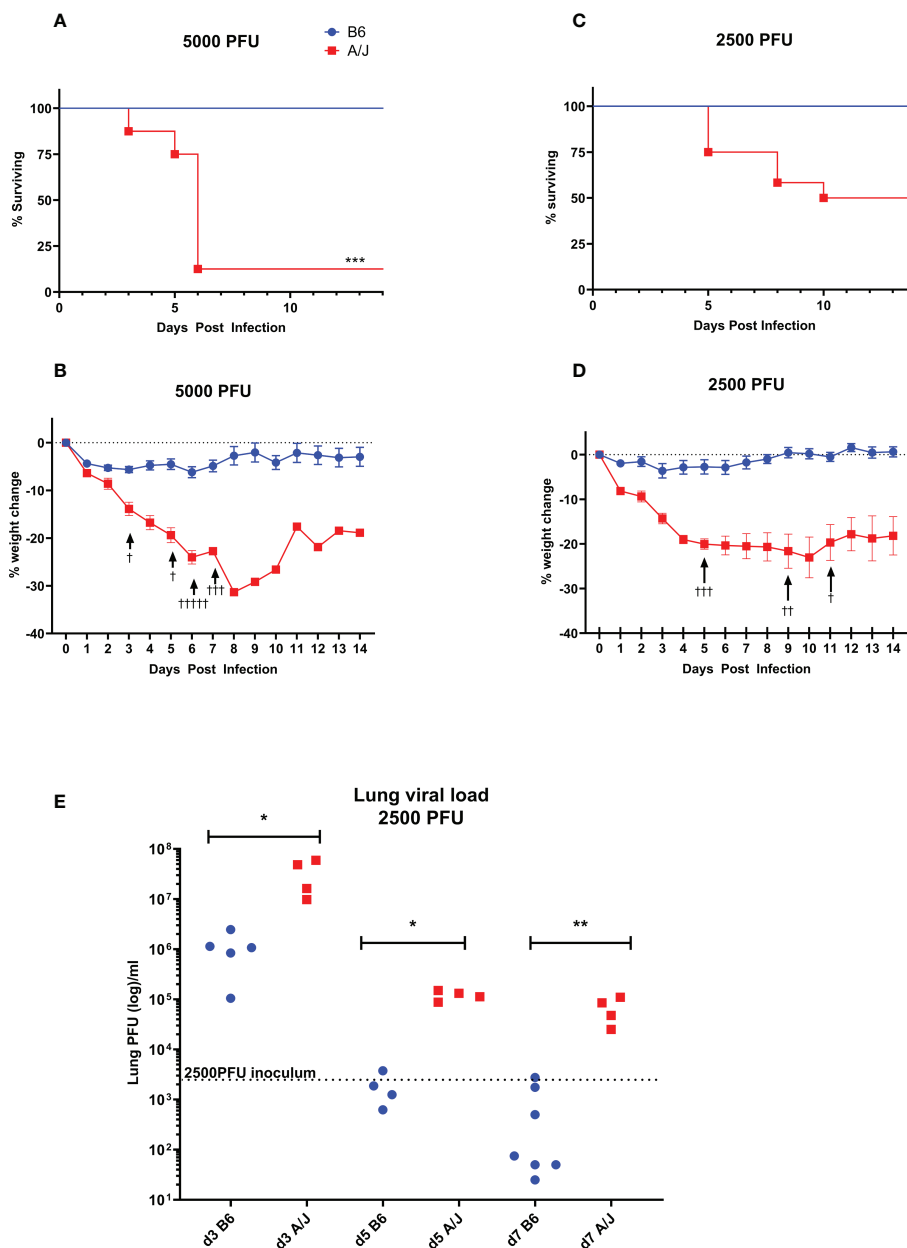 A
5000 PFU
B6
A/J
% Surviving
100
75
50
25
0
***
0
5
10
Days Post Infection
C
2500 PFU
% surviving
100
75
50
25
0
0
5
10
Days Post Infection
B
5000 PFU
% weight change
0
-10
-20
-30
-40
†
†
†††††
†††
0 1 2 3 4 5 6 7 8 9 10 11 12 13 14
Days Post Infection
D
2500 PFU
% weight change
0
-10
-20
-30
-40
†††
††
†
0 1 2 3 4 5 6 7 8 9 10 11 12 13 14
Days Post Infection
E
Lung viral load
2500 PFU
*
*
**
Lung PFU (log)/ml
10⁸
10⁷
10⁶
10⁵
10⁴
10³
10²
10¹
2500PFU inoculum
d3 B6
d3 A/J
d5 B6
d5 A/J
d7 B6
d7 A/J